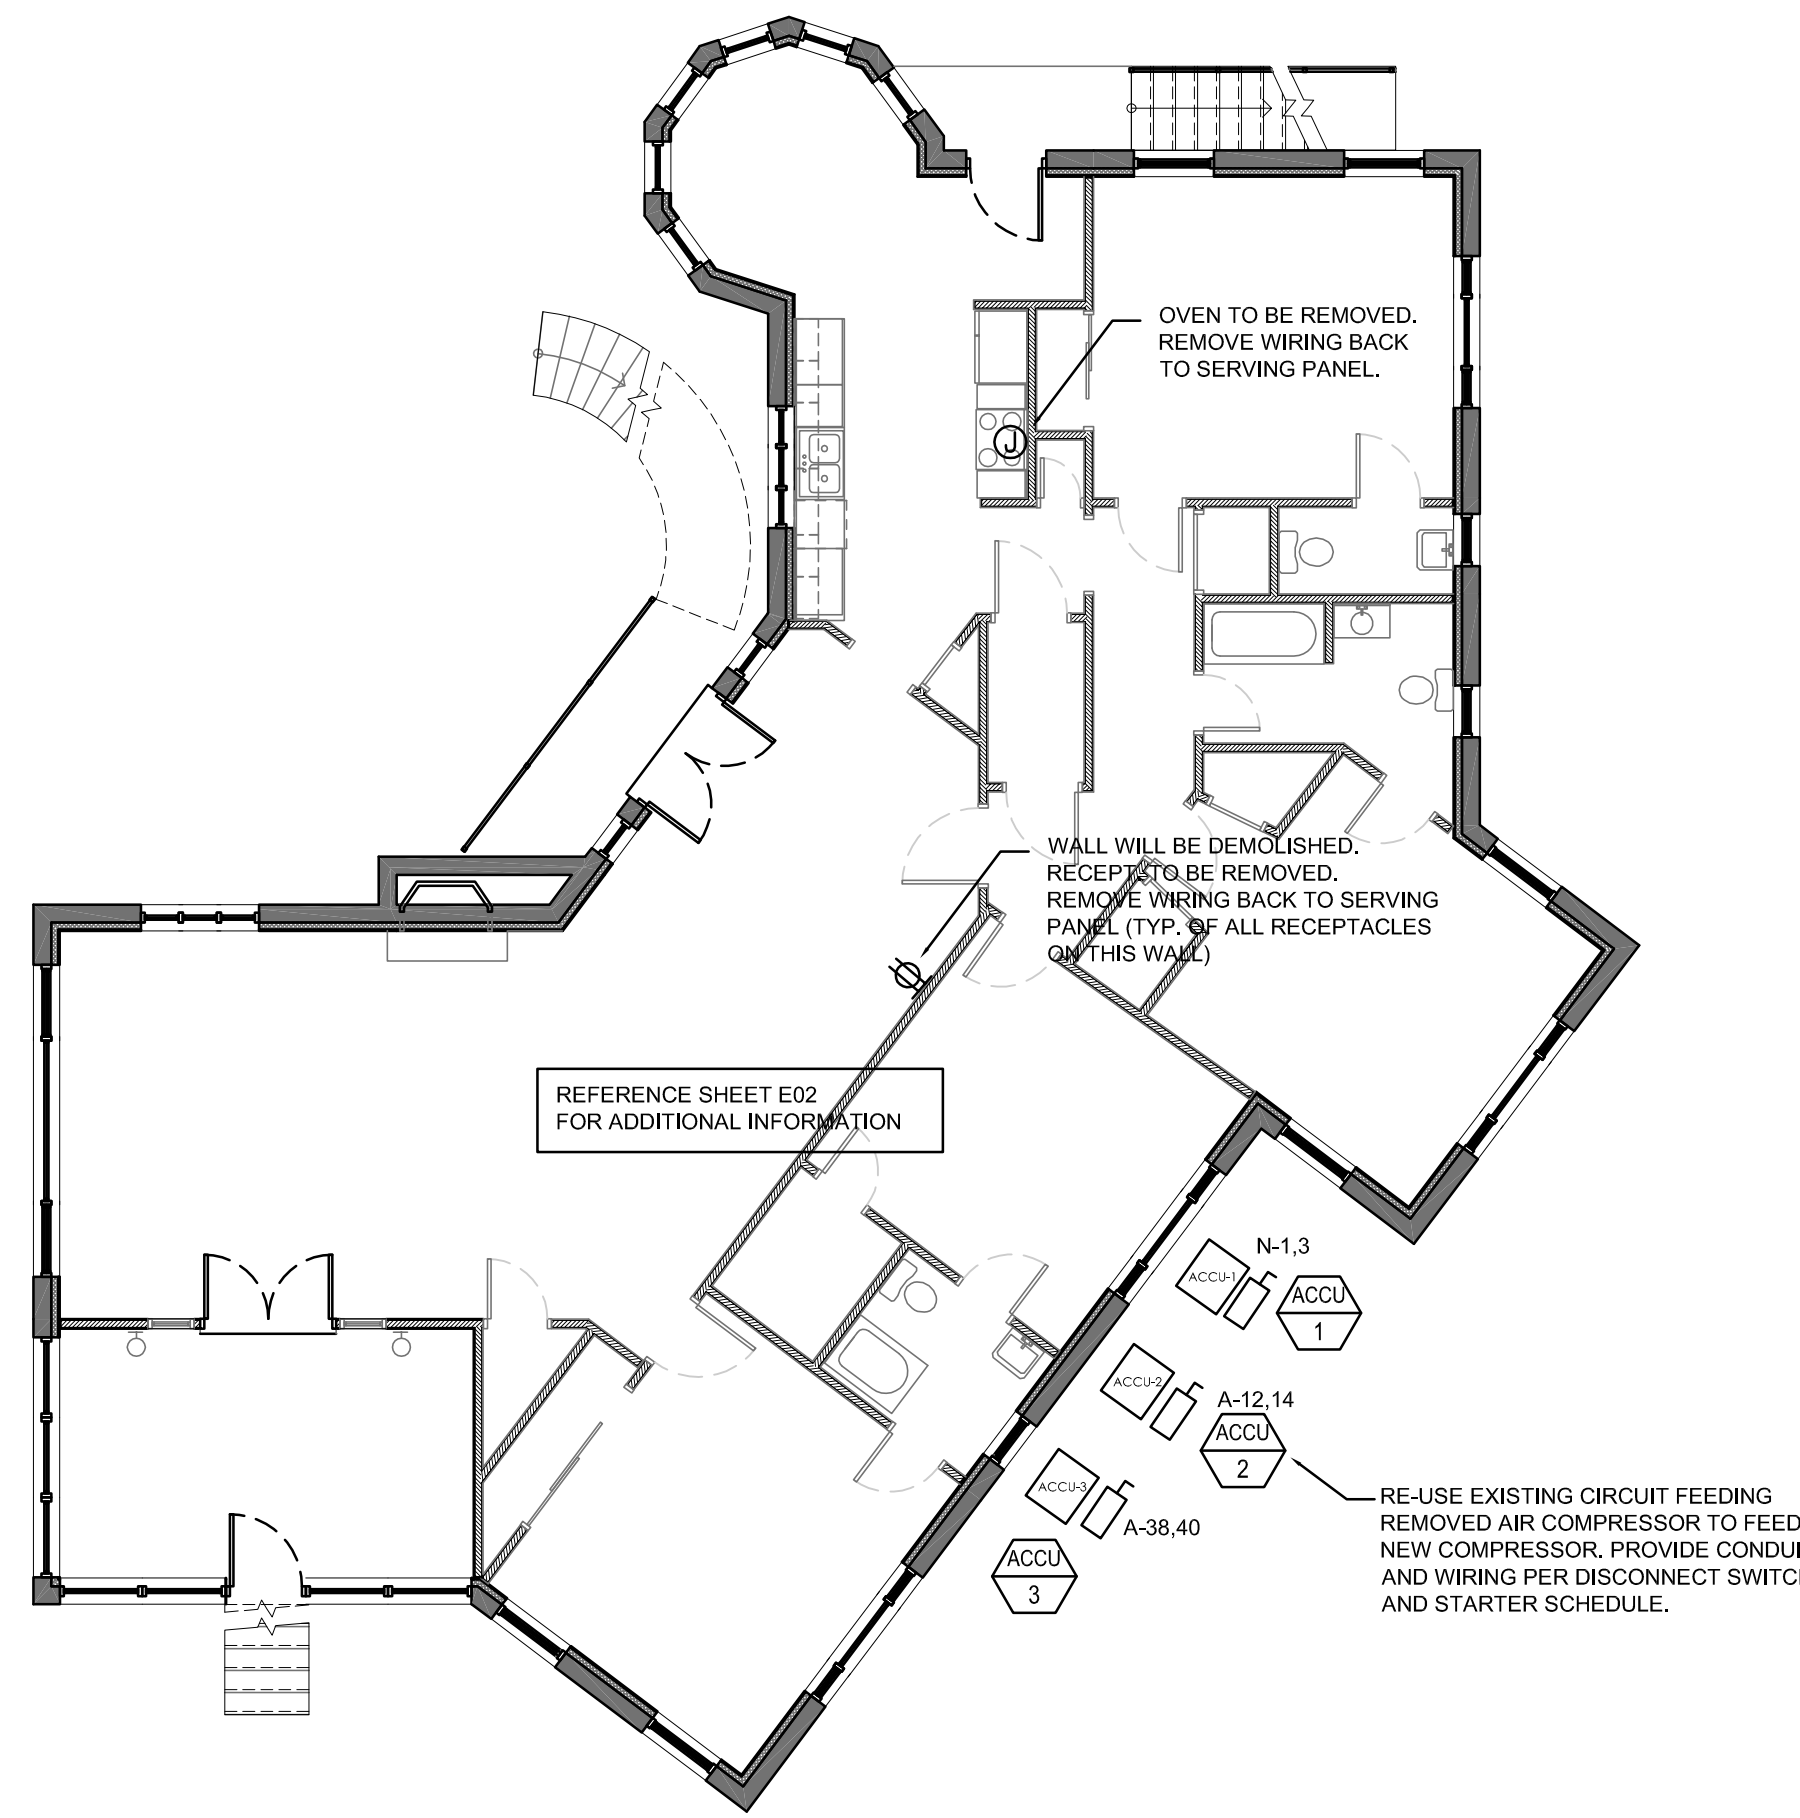 OVEN TO BE REMOVED.
REMOVE WIRING BACK
TO SERVING PANEL.
J
WALL WILL BE DEMOLISHED.
RECEPT. TO BE REMOVED.
REMOVE WIRING BACK TO SERVING
PANEL (TYP. OF ALL RECEPTACLES
ON THIS WALL)
REFERENCE SHEET E02
FOR ADDITIONAL INFORMATION
N-1,3
ACCU-1
ACCU
1
ACCU-2
A-12,14
ACCU
2
ACCU-3
A-38,40
ACCU
3
RE-USE EXISTING CIRCUIT FEEDING
REMOVED AIR COMPRESSOR TO FEED
NEW COMPRESSOR. PROVIDE CONDUI
AND WIRING PER DISCONNECT SWITC
AND STARTER SCHEDULE.